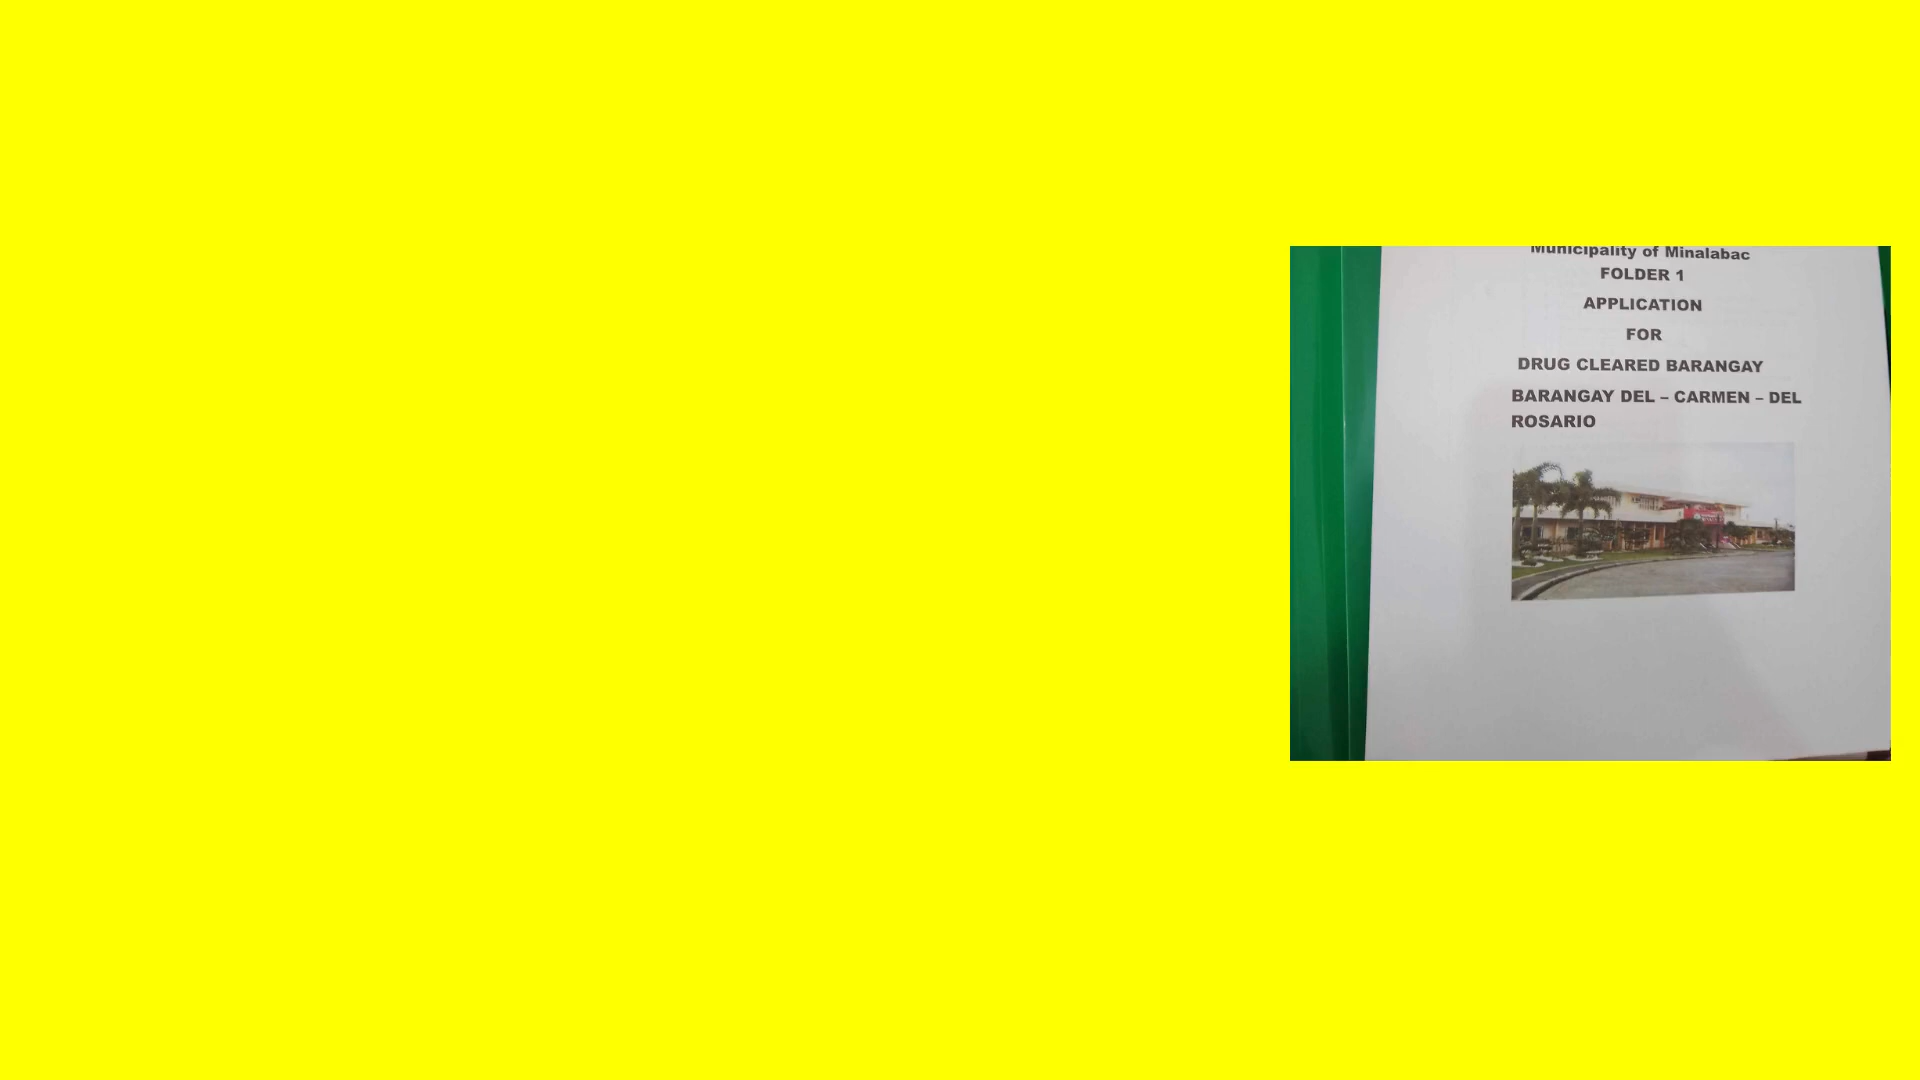 Municipality of Minalabac
FOLDER 1
APPLICATION
FOR
DRUG CLEARED BARANGAY
BARANGAY DEL – CARMEN – DEL
ROSARIO